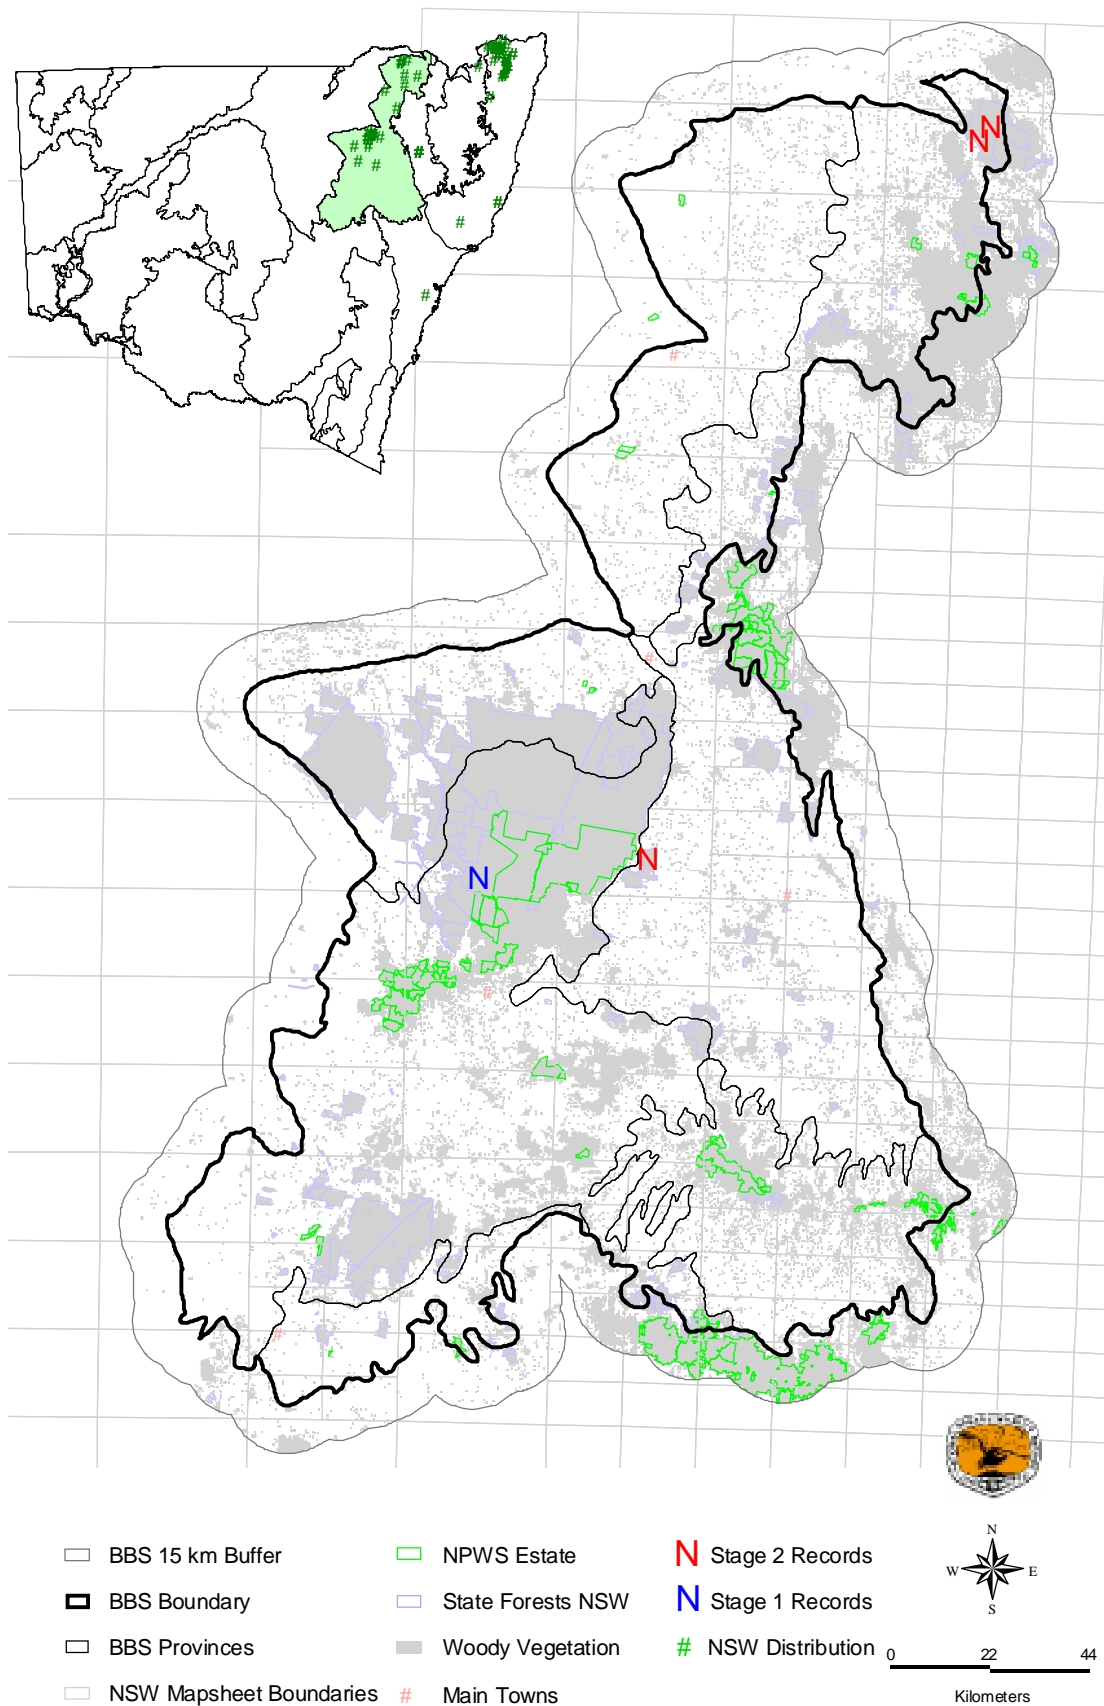 N N
N
N
BBS 15 km Buffer
BBS Boundary
BBS Provinces
NSW Mapsheet Boundaries
NPWS Estate
State Forests NSW
Woody Vegetation
# Main Towns
N Stage 2 Records
N Stage 1 Records
# NSW Distribution
N
W E
S
0 22 44
Kilometers